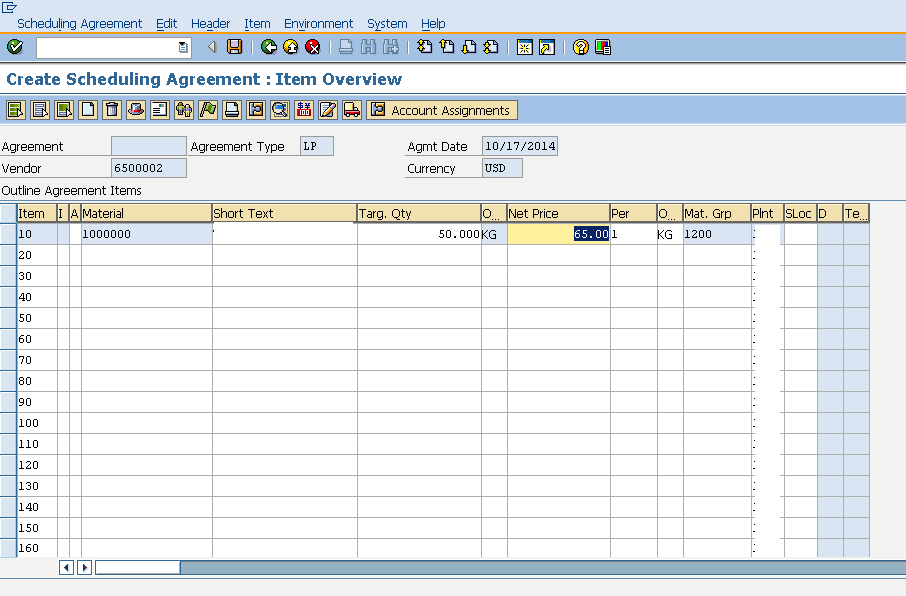 Scheduling Agreement Edit Header Item Environment System Help
Create Scheduling Agreement : Item Overview
Account Assignments
Agreement Agreement Type LP Agmt Date 10/17/2014
Vendor 6500002 Currency USD
Outline Agreement Items
Item I A Material Short Text Targ. Qty O... Net Price Per O... Mat. Grp Plnt SLoc D Te...
10 1000000 50.000 KG 65.00 1 KG 1200
20
30
40
50
60
70
80
90
100
110
120
130
140
150
160